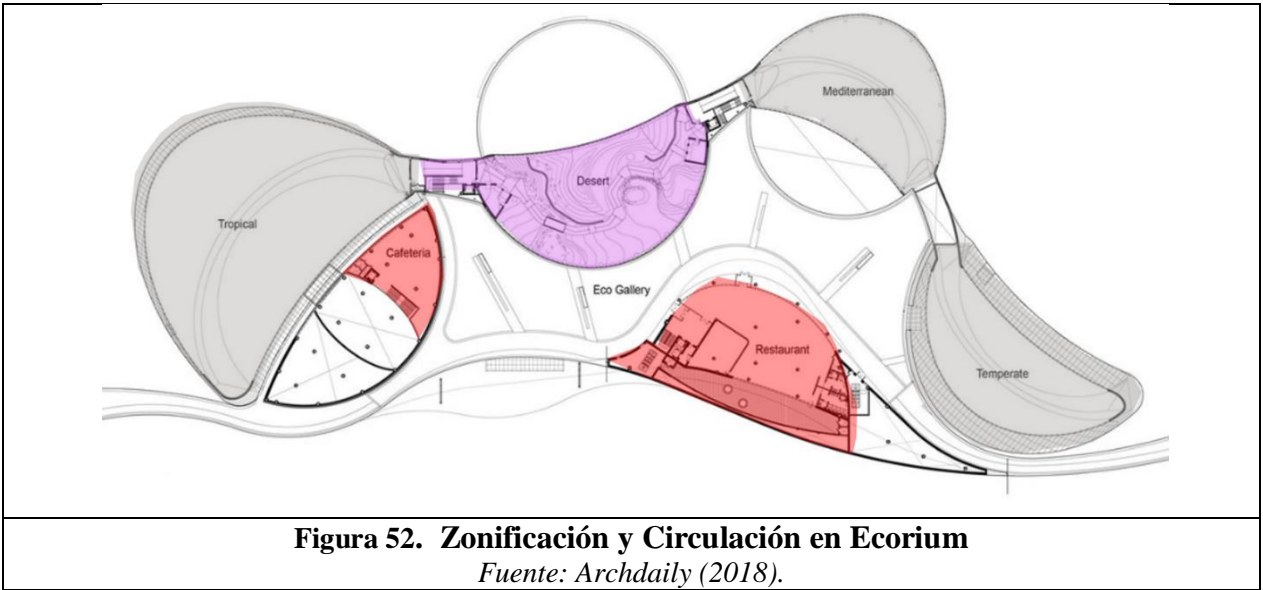 Mediterranean
Desert
Tropical
Cafeteria
Eco Gallery
Restaurant
Temperate
Figura 52. Zonificación y Circulación en Ecorium
Fuente: Archdaily (2018).